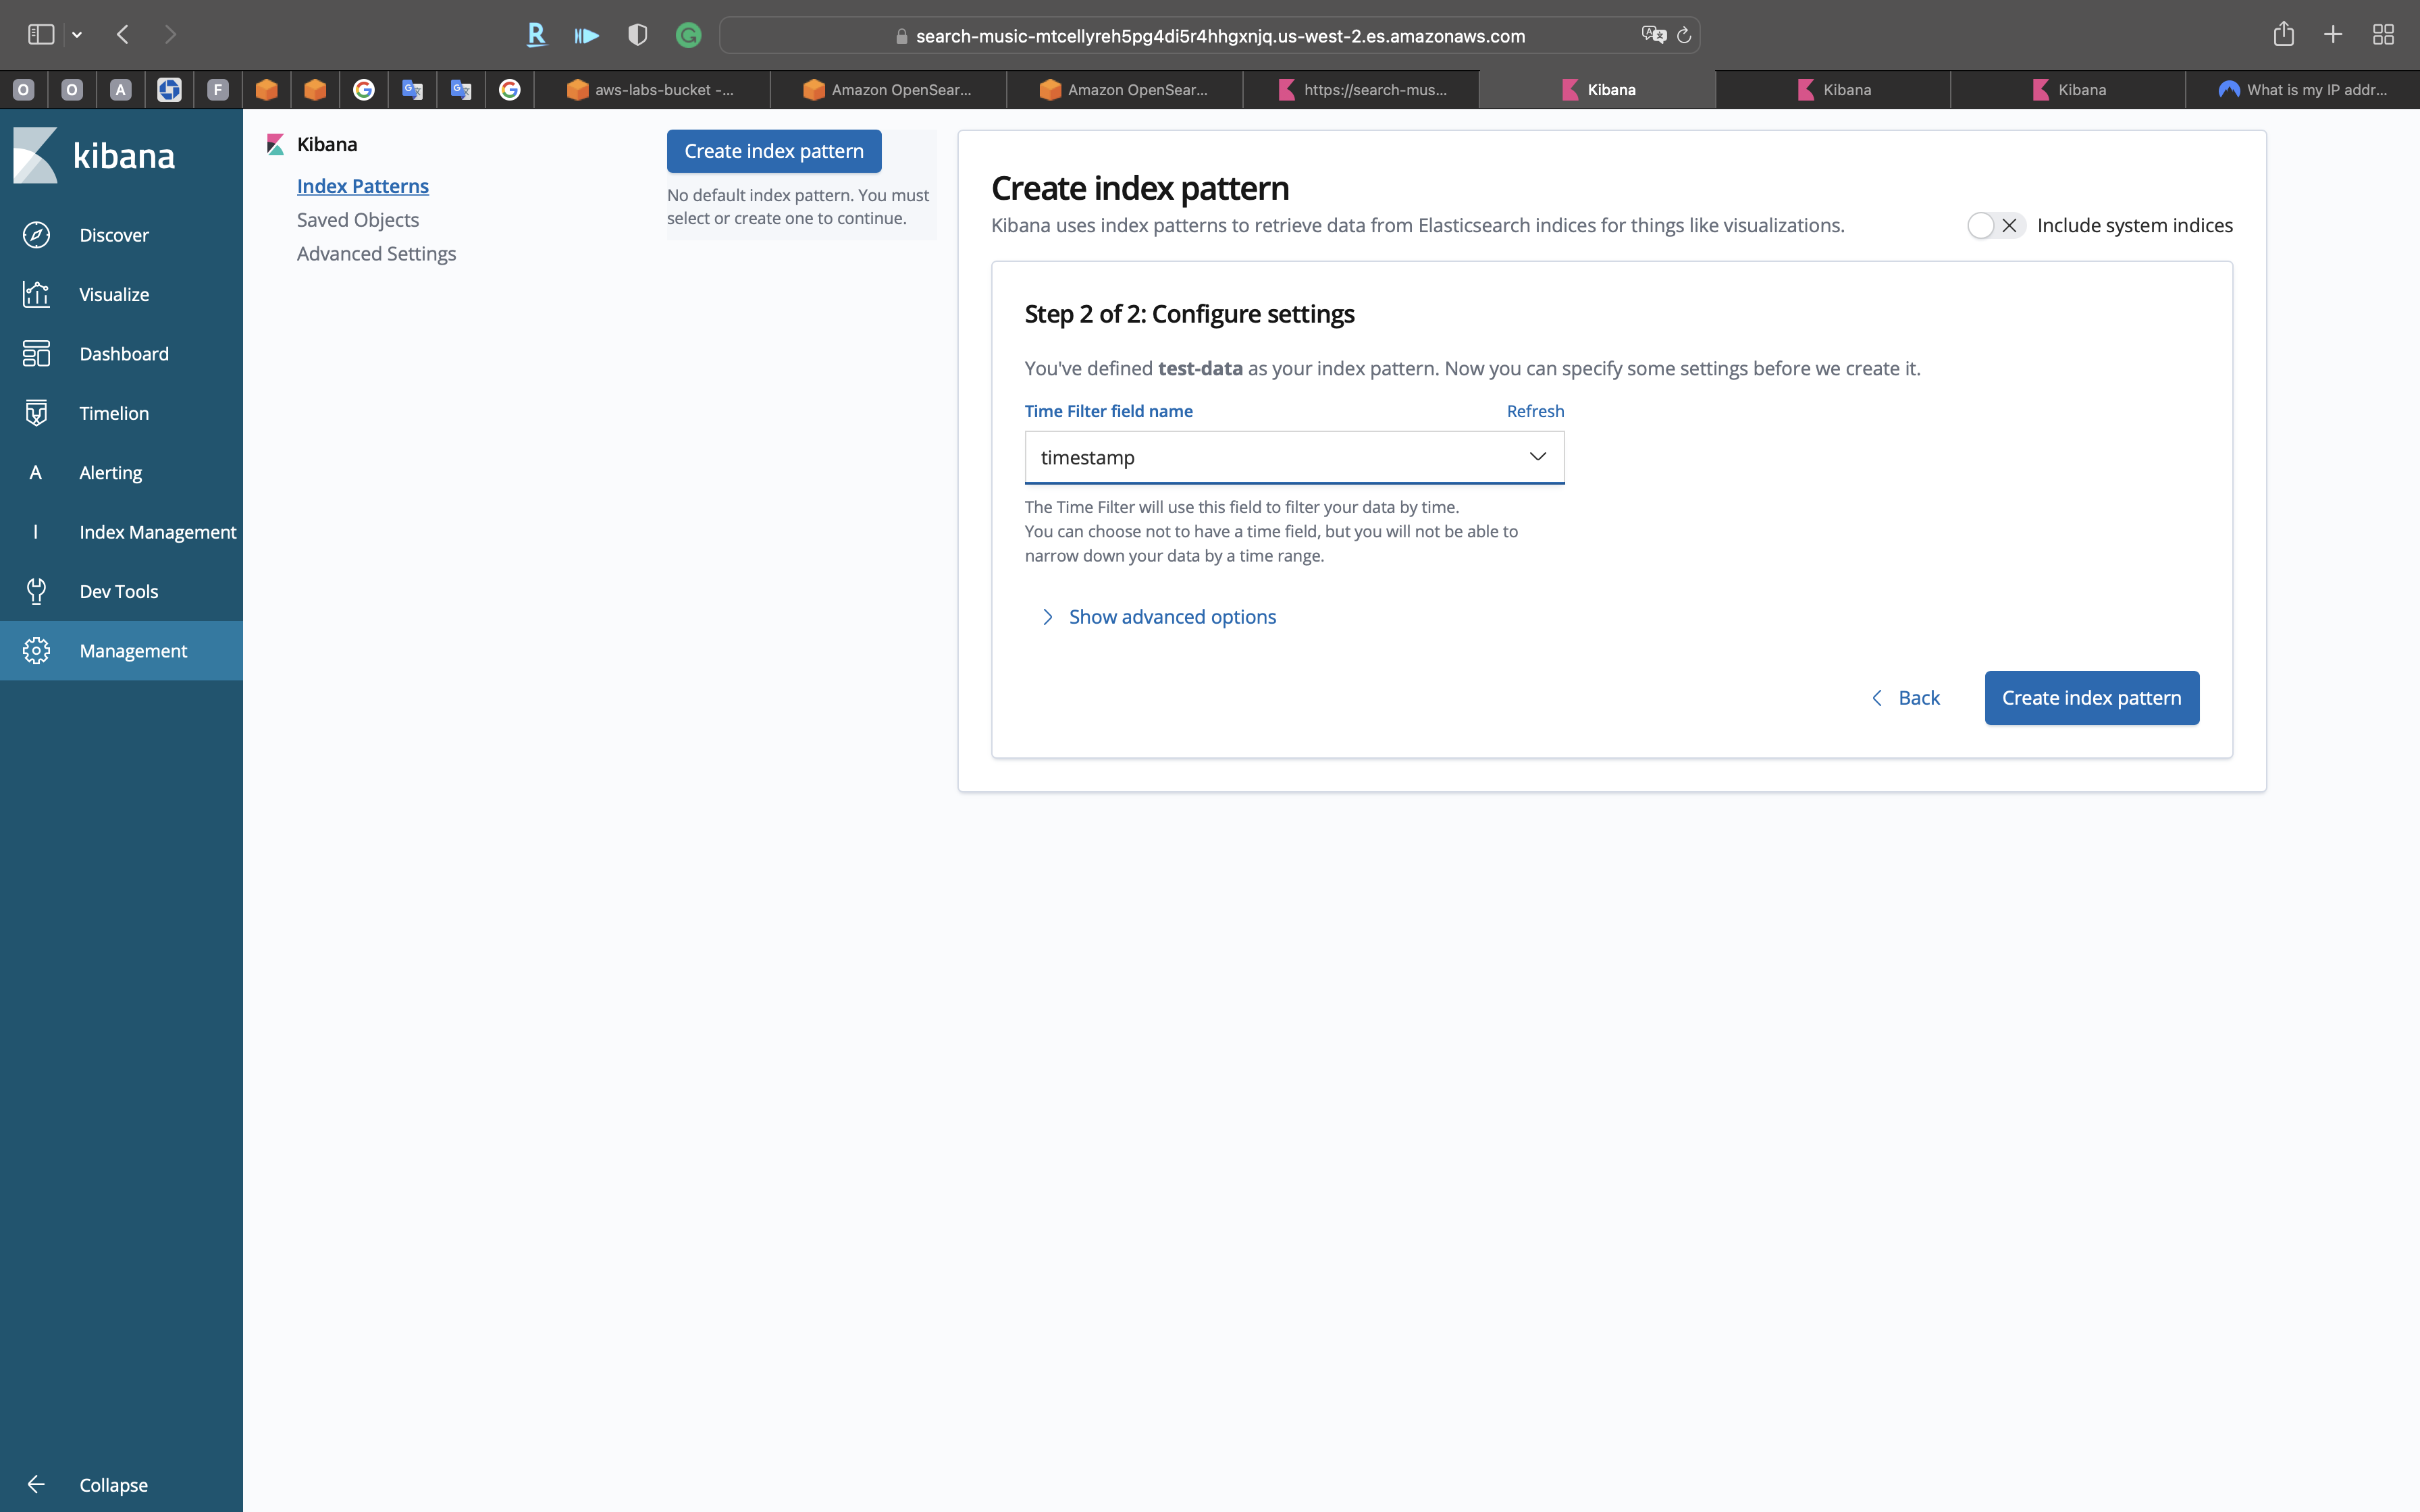 search-music-mtcellyreh5pg4di5r4hhgxnjq.us-west-2.es.amazonaws.com
O
O
A
F
aws-labs-bucket -...
Amazon OpenSear...
Amazon OpenSear...
https://search-mus...
Kibana
Kibana
Kibana
What is my IP addr...
kibana
Discover
Visualize
Dashboard
Timelion
A Alerting
I Index Management
Dev Tools
Management
Collapse
Kibana
Index Patterns
Saved Objects
Advanced Settings
Create index pattern
No default index pattern. You must
select or create one to continue.
Create index pattern
Kibana uses index patterns to retrieve data from Elasticsearch indices for things like visualizations.
Include system indices
Step 2 of 2: Configure settings
You've defined test-data as your index pattern. Now you can specify some settings before we create it.
Time Filter field name
Refresh
timestamp
The Time Filter will use this field to filter your data by time.
You can choose not to have a time field, but you will not be able to
narrow down your data by a time range.
Show advanced options
Back
Create index pattern